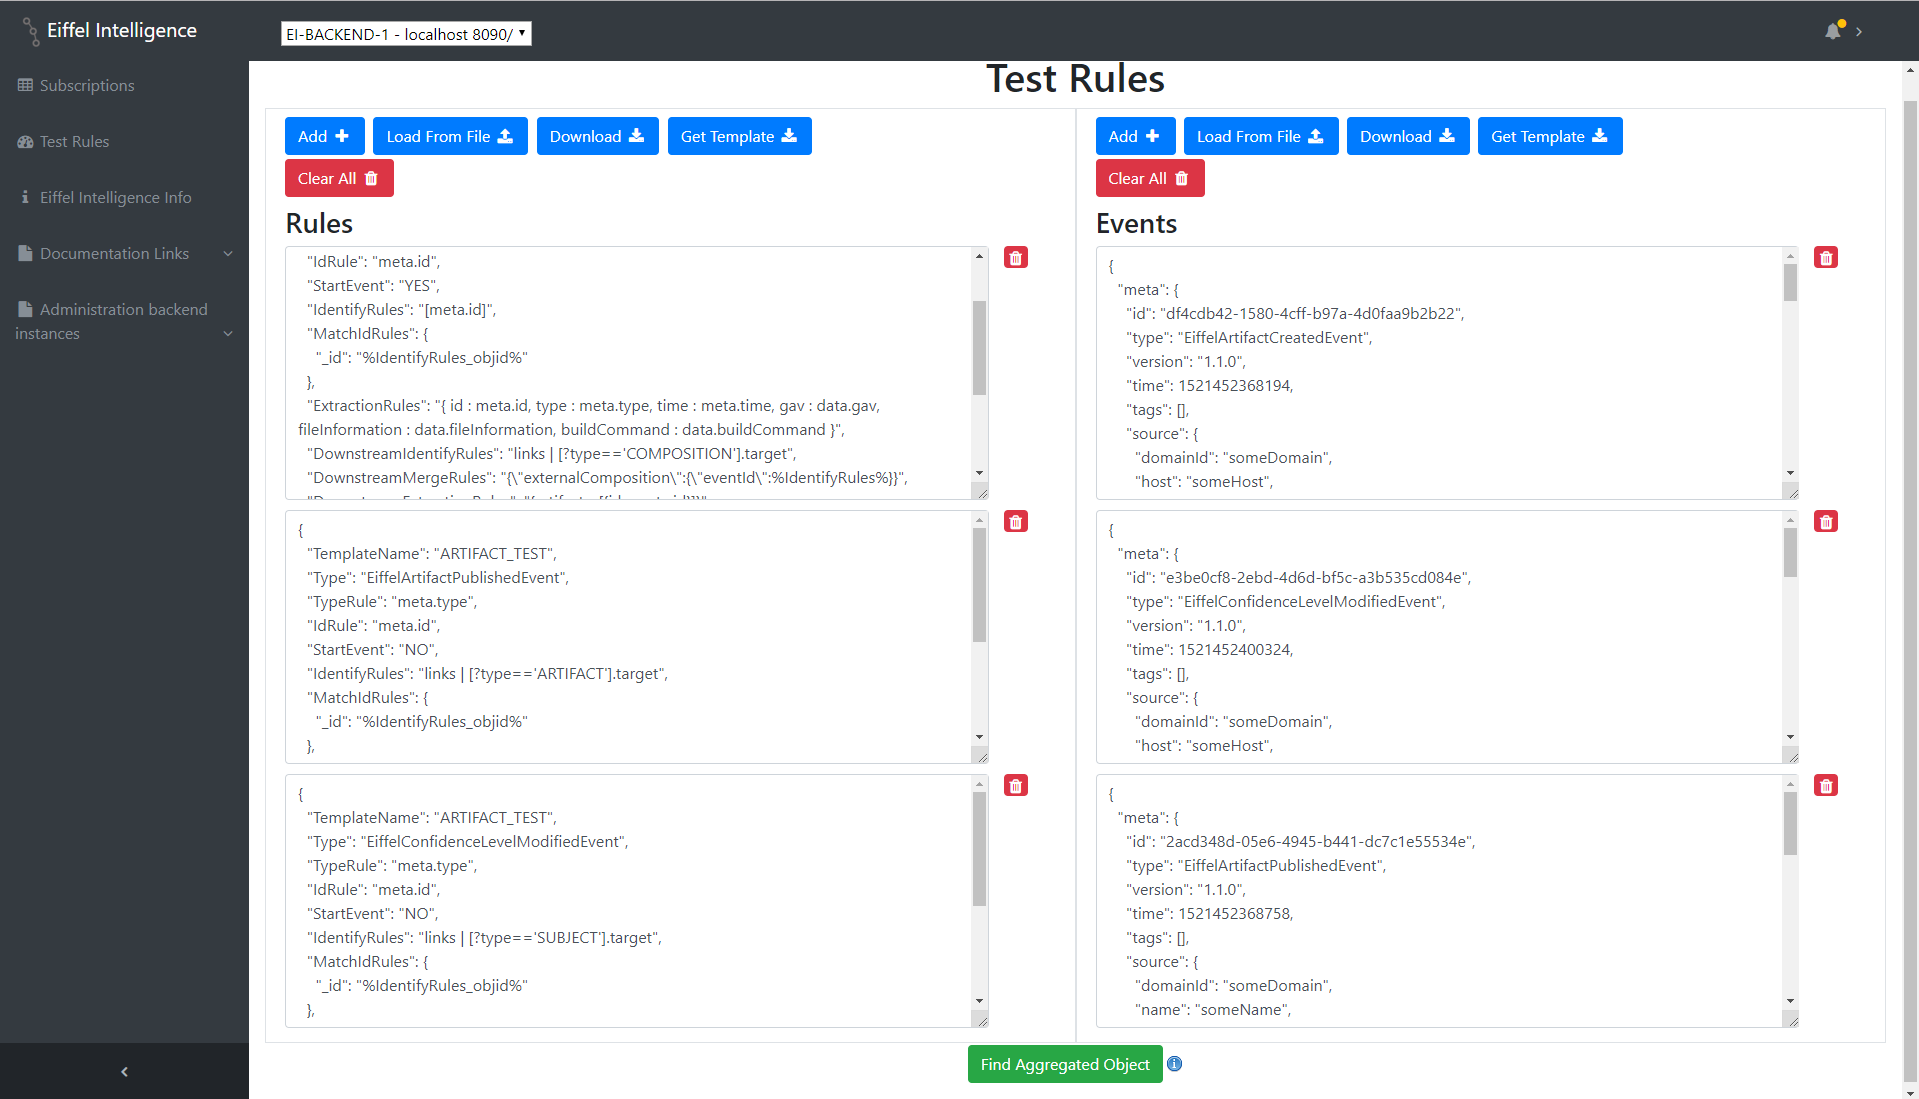 Eiffel Intelligence
EI-BACKEND-1 - localhost 8090/
Subscriptions
Test Rules
Eiffel Intelligence Info
Documentation Links
Administration backend
instances
Test Rules
Add
Load From File
Download
Get Template
Clear All
Rules
"IdRule": "meta.id",
"StartEvent": "YES",
"IdentifyRules": "[meta.id]",
"MatchIdRules": {
"_id": "%IdentifyRules_objid%"
},
"ExtractionRules": "{ id : meta.id, type : meta.type, time : meta.time, gav : data.gav,
fileInformation : data.fileInformation, buildCommand : data.buildCommand }",
"DownstreamIdentifyRules": "links | [?type=='COMPOSITION'].target",
"DownstreamMergeRules": "{\"externalComposition\":{\"eventId\":%IdentifyRules%}}",
{
"TemplateName": "ARTIFACT_TEST",
"Type": "EiffelArtifactPublishedEvent",
"TypeRule": "meta.type",
"IdRule": "meta.id",
"StartEvent": "NO",
"IdentifyRules": "links | [?type=='ARTIFACT'].target",
"MatchIdRules": {
"_id": "%IdentifyRules_objid%"
},
{
"TemplateName": "ARTIFACT_TEST",
"Type": "EiffelConfidenceLevelModifiedEvent",
"TypeRule": "meta.type",
"IdRule": "meta.id",
"StartEvent": "NO",
"IdentifyRules": "links | [?type=='SUBJECT'].target",
"MatchIdRules": {
"_id": "%IdentifyRules_objid%"
},
Add
Load From File
Download
Get Template
Clear All
Events
{
"meta": {
"id": "df4cdb42-1580-4cff-b97a-4d0faa9b2b22",
"type": "EiffelArtifactCreatedEvent",
"version": "1.1.0",
"time": 1521452368194,
"tags": [],
"source": {
"domainId": "someDomain",
"host": "someHost",
{
"meta": {
"id": "e3be0cf8-2ebd-4d6d-bf5c-a3b535cd084e",
"type": "EiffelConfidenceLevelModifiedEvent",
"version": "1.1.0",
"time": 1521452400324,
"tags": [],
"source": {
"domainId": "someDomain",
"host": "someHost",
{
"meta": {
"id": "2acd348d-05e6-4945-b441-dc7c1e55534e",
"type": "EiffelArtifactPublishedEvent",
"version": "1.1.0",
"time": 1521452368758,
"tags": [],
"source": {
"domainId": "someDomain",
"name": "someName",
Find Aggregated Object